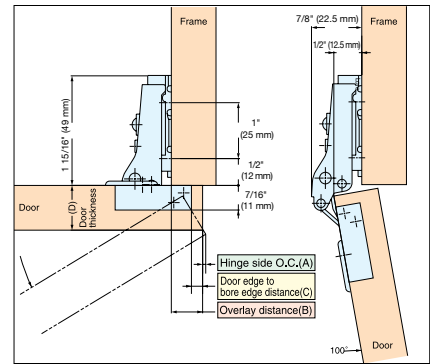 Frame
1 15/16" (49 mm)
1"
(25 mm)
1/2"
(12 mm)
7/16"
(11 mm)
Door
(D)
Door
thickness
Hinge side O.C.(A)
Door edge to
bore edge distance(C)
Overlay distance(B)
7/8" (22.5 mm)
Frame
1/2" (12.5 mm)
100°
Door